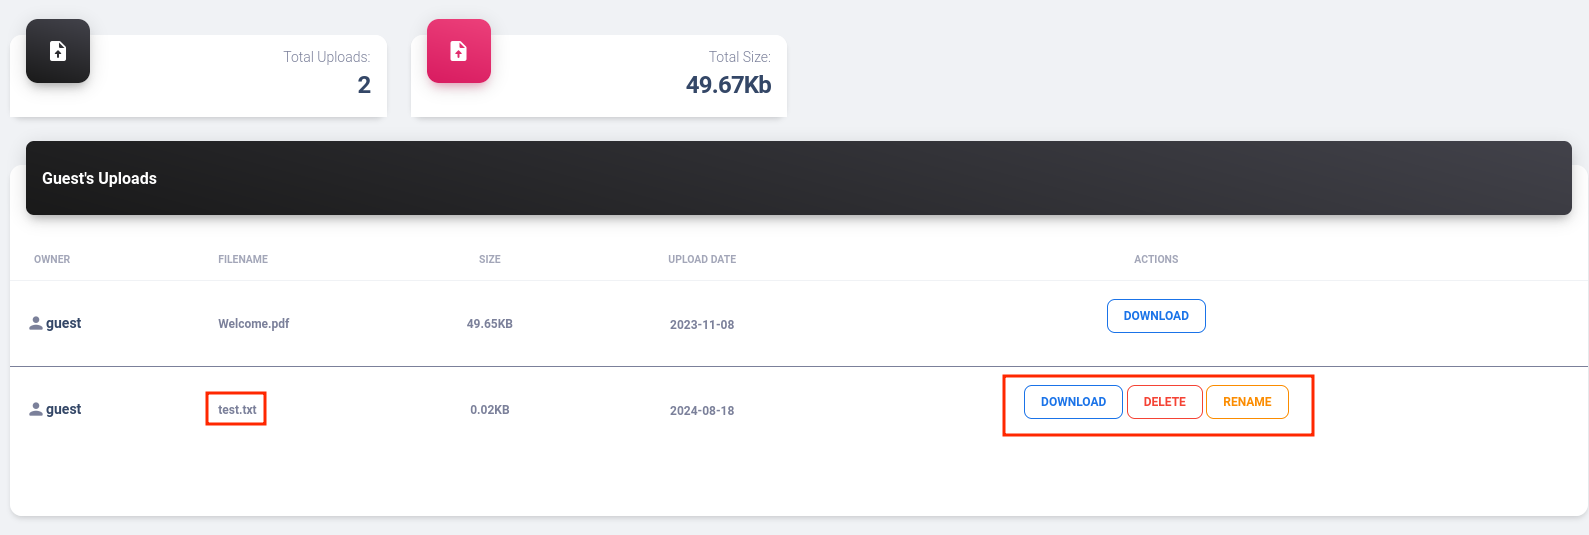 Total Uploads:
2
Total Size:
49.67Kb
Guest's Uploads
OWNER FILENAME SIZE UPLOAD DATE ACTIONS
guest Welcome.pdf 49.65KB 2023-11-08 DOWNLOAD
guest test.txt 0.02KB 2024-08-18 DOWNLOAD DELETE RENAME